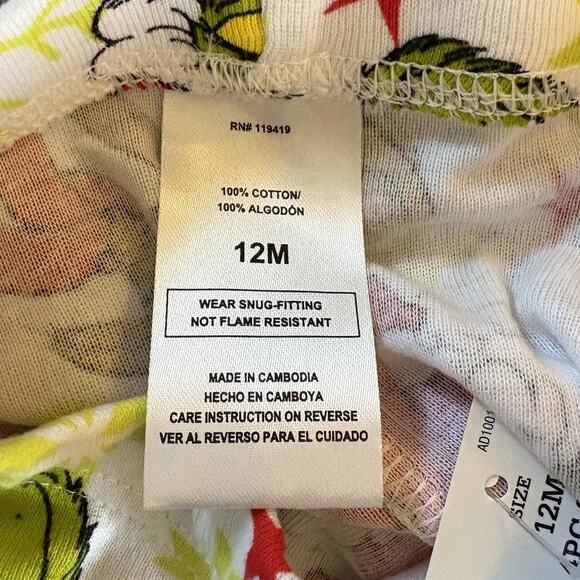 RN# 119419
100% COTTON/
100% ALGODÓN
12M
WEAR SNUG-FITTING
NOT FLAME RESISTANT
MADE IN CAMBODIA
HECHO EN CAMBOYA
CARE INSTRUCTION ON REVERSE
VER AL REVERSO PARA EL CUIDADO
AD1001
SIZE
12M